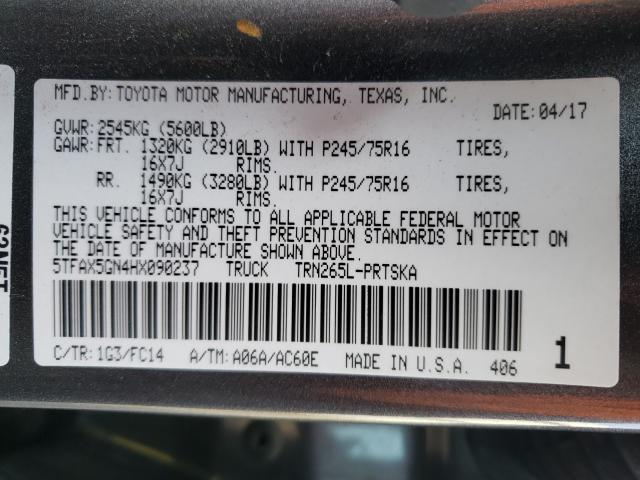 MFD.BY: TOYOTA MOTOR MANUFACTURING, TEXAS, INC.
DATE: 04/17
GVWR: 2545KG (5600LB)
GAWR: FRT. 1320KG (2910LB) WITH P245/75R16 TIRES,
16X7J RIMS.
RR. 1490KG (3280LB) WITH P245/75R16 TIRES,
16X7J RIMS.
THIS VEHICLE CONFORMS TO ALL APPLICABLE FEDERAL MOTOR
VEHICLE SAFETY AND THEFT PREVENTION STANDARDS IN EFFECT ON
THE DATE OF MANUFACTURE SHOWN ABOVE.
5TFAX5GN4HX090237 TRUCK TRN265L-PRTSKA
C/TR: 1G3/FC14 A/TM: A06A/AC60E MADE IN U.S.A. 406 1